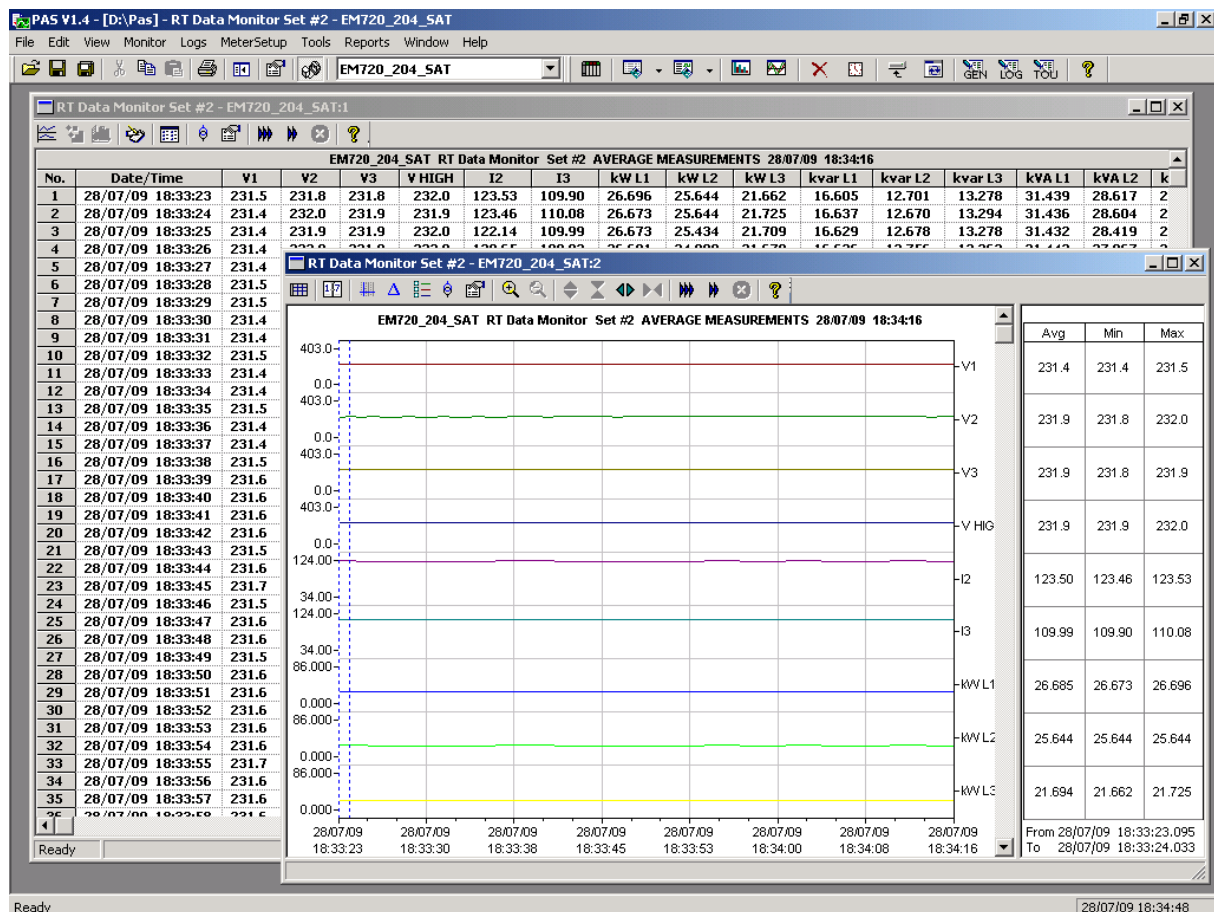 PAS V1.4 - [D:\Pas] - RT Data Monitor Set #2 - EM720_204_SAT
File Edit View Monitor Logs MeterSetup Tools Reports Window Help
EM720_204_SAT GEN LOG TOU
RT Data Monitor Set #2 - EM720_204_SAT:1
EM720_204_SAT RT Data Monitor Set #2 AVERAGE MEASUREMENTS 28/07/09 18:34:16
No. Date/Time V1 V2 V3 V HIGH I2 I3 kW L1 kW L2 kW L3 kvar L1 kvar L2 kvar L3 kVA L1 kVA L2 k
1 28/07/09 18:33:23 231.5 231.8 231.8 232.0 123.53 109.90 26.696 25.644 21.662 16.605 12.701 13.278 31.439 28.617 2
2 28/07/09 18:33:24 231.4 232.0 231.9 231.9 123.46 110.08 26.673 25.644 21.725 16.637 12.670 13.294 31.436 28.604 2
3 28/07/09 18:33:25 231.4 231.9 231.9 232.0 122.14 109.99 26.673 25.434 21.709 16.629 12.678 13.278 31.432 28.419 2
4 28/07/09 18:33:26 231.4
5 28/07/09 18:33:27 231.4
6 28/07/09 18:33:28 231.5
7 28/07/09 18:33:29 231.5
8 28/07/09 18:33:30 231.4
9 28/07/09 18:33:31 231.4
10 28/07/09 18:33:32 231.5
11 28/07/09 18:33:33 231.4
12 28/07/09 18:33:34 231.4
13 28/07/09 18:33:35 231.5
14 28/07/09 18:33:36 231.4
15 28/07/09 18:33:37 231.4
16 28/07/09 18:33:38 231.5
17 28/07/09 18:33:39 231.6
18 28/07/09 18:33:40 231.6
19 28/07/09 18:33:41 231.6
20 28/07/09 18:33:42 231.6
21 28/07/09 18:33:43 231.5
22 28/07/09 18:33:44 231.6
23 28/07/09 18:33:45 231.7
24 28/07/09 18:33:46 231.5
25 28/07/09 18:33:47 231.6
26 28/07/09 18:33:48 231.6
27 28/07/09 18:33:49 231.5
28 28/07/09 18:33:50 231.6
29 28/07/09 18:33:51 231.6
30 28/07/09 18:33:52 231.6
31 28/07/09 18:33:53 231.6
32 28/07/09 18:33:54 231.6
33 28/07/09 18:33:55 231.7
34 28/07/09 18:33:56 231.6
35 28/07/09 18:33:57 231.6
Ready
RT Data Monitor Set #2 - EM720_204_SAT:2
EM720_204_SAT RT Data Monitor Set #2 AVERAGE MEASUREMENTS 28/07/09 18:34:16
Avg Min Max
403.0
V1 231.4 231.4 231.5
0.0
403.0
V2 231.9 231.8 232.0
0.0
403.0
V3 231.9 231.8 231.9
0.0
403.0
V HIG 231.9 231.9 232.0
0.0
124.00
I2 123.50 123.46 123.53
34.00
124.00
I3 109.99 109.90 110.08
34.00
86.000
kW L1 26.685 26.673 26.696
0.000
86.000
kW L2 25.644 25.644 25.644
0.000
86.000
kW L3 21.694 21.662 21.725
0.000
28/07/09 28/07/09 28/07/09 28/07/09 28/07/09 28/07/09 28/07/09 28/07/09
18:33:23 18:33:30 18:33:38 18:33:45 18:33:53 18:34:00 18:34:08 18:34:16
From 28/07/09 18:33:23.095
To 28/07/09 18:33:24.033
Ready 28/07/09 18:34:48